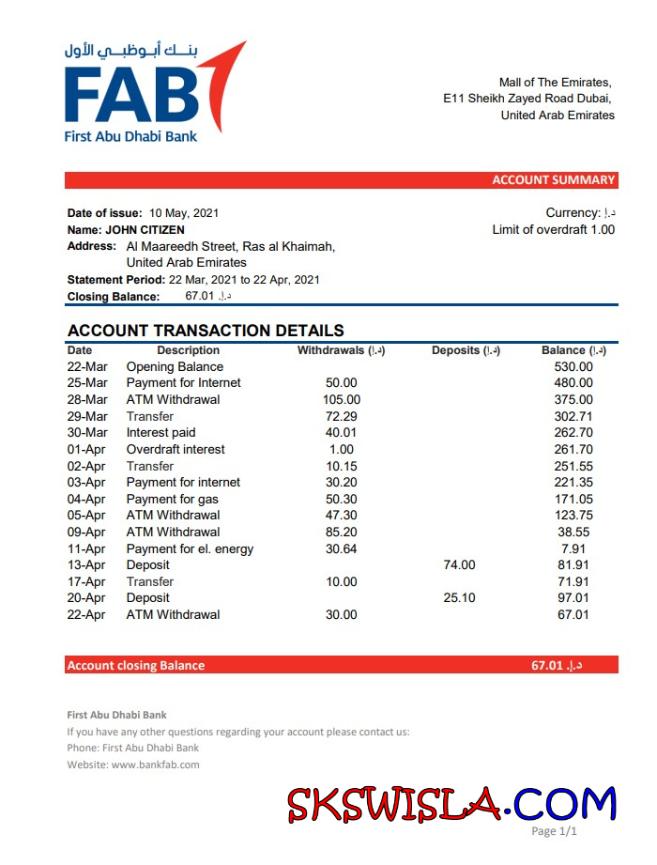 بنك أبوظبي الأول
FAB
First Abu Dhabi Bank
Mall of The Emirates,
E11 Sheikh Zayed Road Dubai,
United Arab Emirates
ACCOUNT SUMMARY
Date of issue: 10 May, 2021
Currency: د.إ
Name: JOHN CITIZEN
Limit of overdraft 1.00
Address: Al Maareedh Street, Ras al Khaimah,
United Arab Emirates
Statement Period: 22 Mar, 2021 to 22 Apr, 2021
Closing Balance: 67.01 د.إ
ACCOUNT TRANSACTION DETAILS
Date Description Withdrawals (د.إ) Deposits (د.إ) Balance (د.إ)
22-Mar Opening Balance 530.00
25-Mar Payment for Internet 50.00 480.00
28-Mar ATM Withdrawal 105.00 375.00
29-Mar Transfer 72.29 302.71
30-Mar Interest paid 40.01 262.70
01-Apr Overdraft interest 1.00 261.70
02-Apr Transfer 10.15 251.55
03-Apr Payment for internet 30.20 221.35
04-Apr Payment for gas 50.30 171.05
05-Apr ATM Withdrawal 47.30 123.75
09-Apr ATM Withdrawal 85.20 38.55
11-Apr Payment for el. energy 30.64 7.91
13-Apr Deposit 74.00 81.91
17-Apr Transfer 10.00 71.91
20-Apr Deposit 25.10 97.01
22-Apr ATM Withdrawal 30.00 67.01
Account closing Balance 67.01 د.إ.
First Abu Dhabi Bank
If you have any other questions regarding your account please contact us:
Phone: First Abu Dhabi Bank
Website: www.bankfab.com
SKSWISLA.COM
Page 1/1